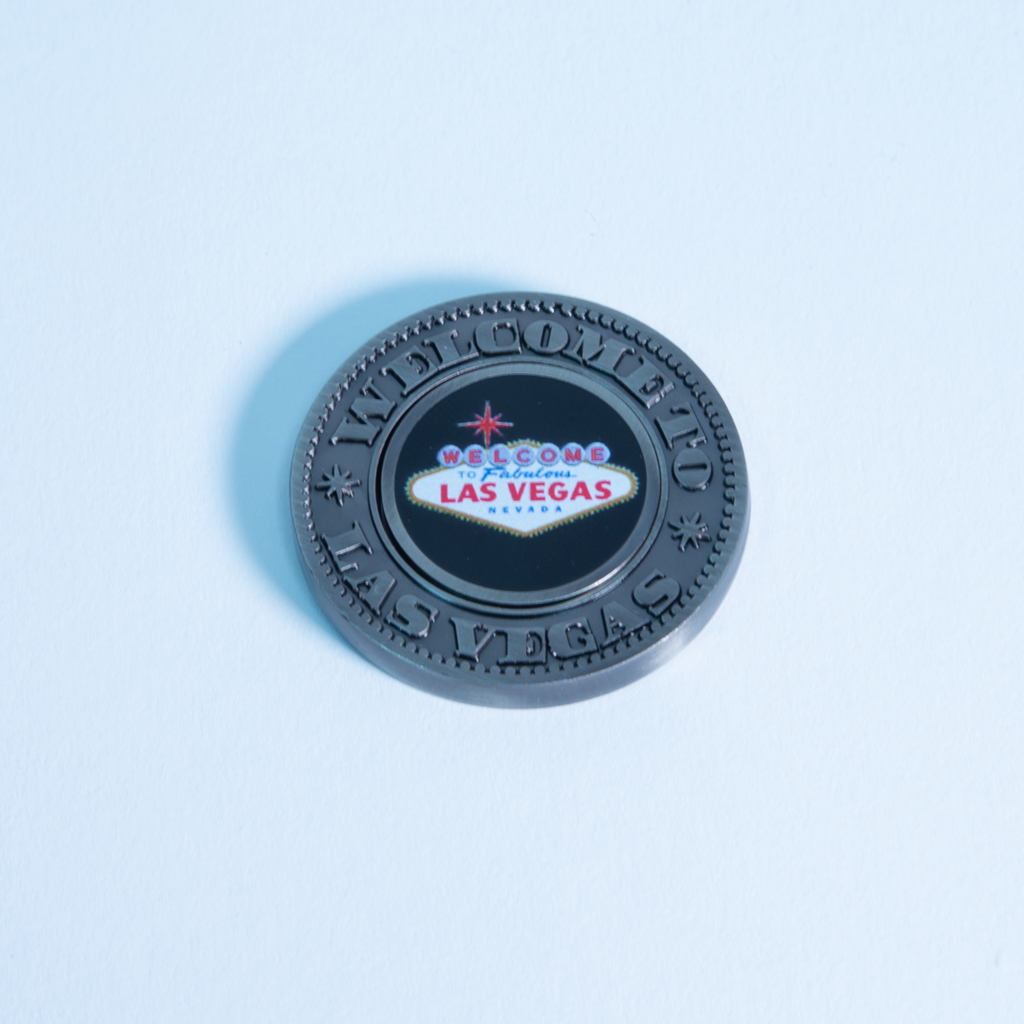 WELCOME TO
LAS VEGAS
WELCOME
TO Fabulous
LAS VEGAS
NEVADA